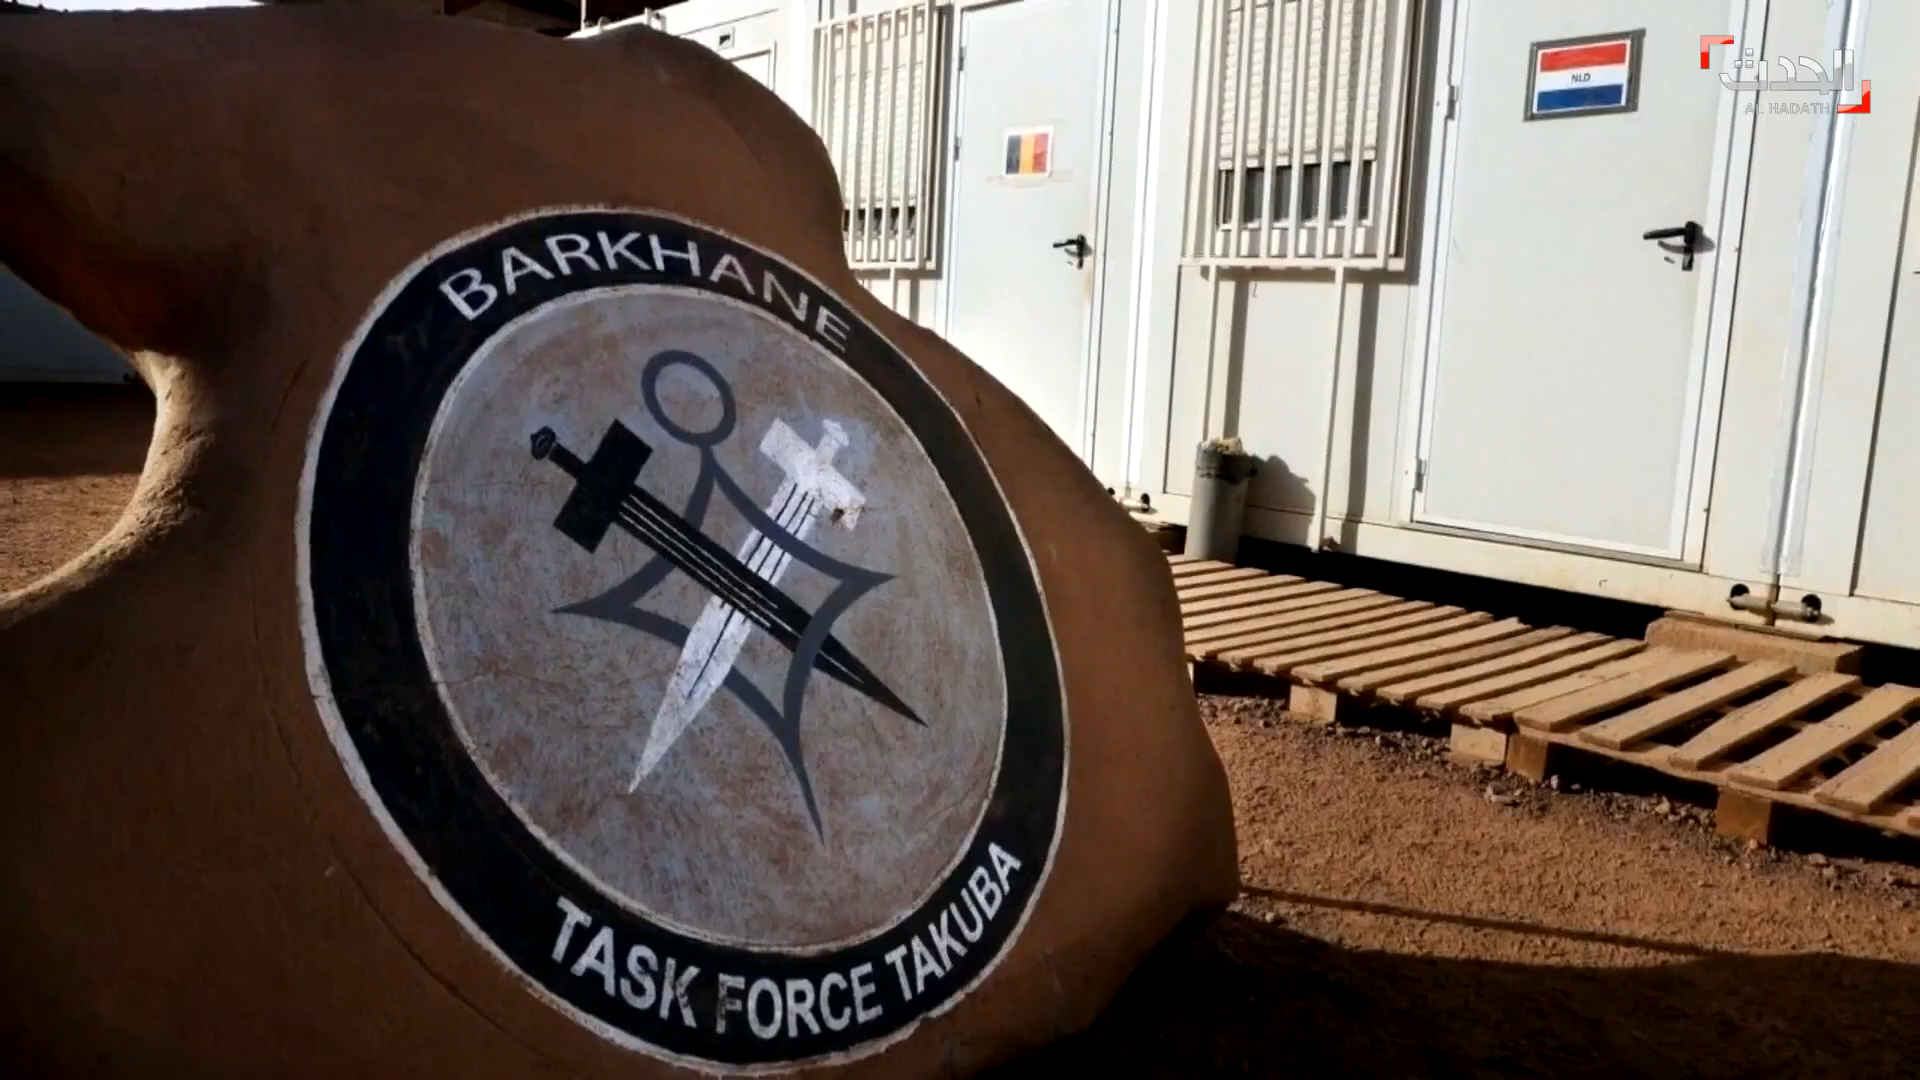 BARKHANE
TASK FORCE TAKUBA
NLD
الحدث
AL HADATH